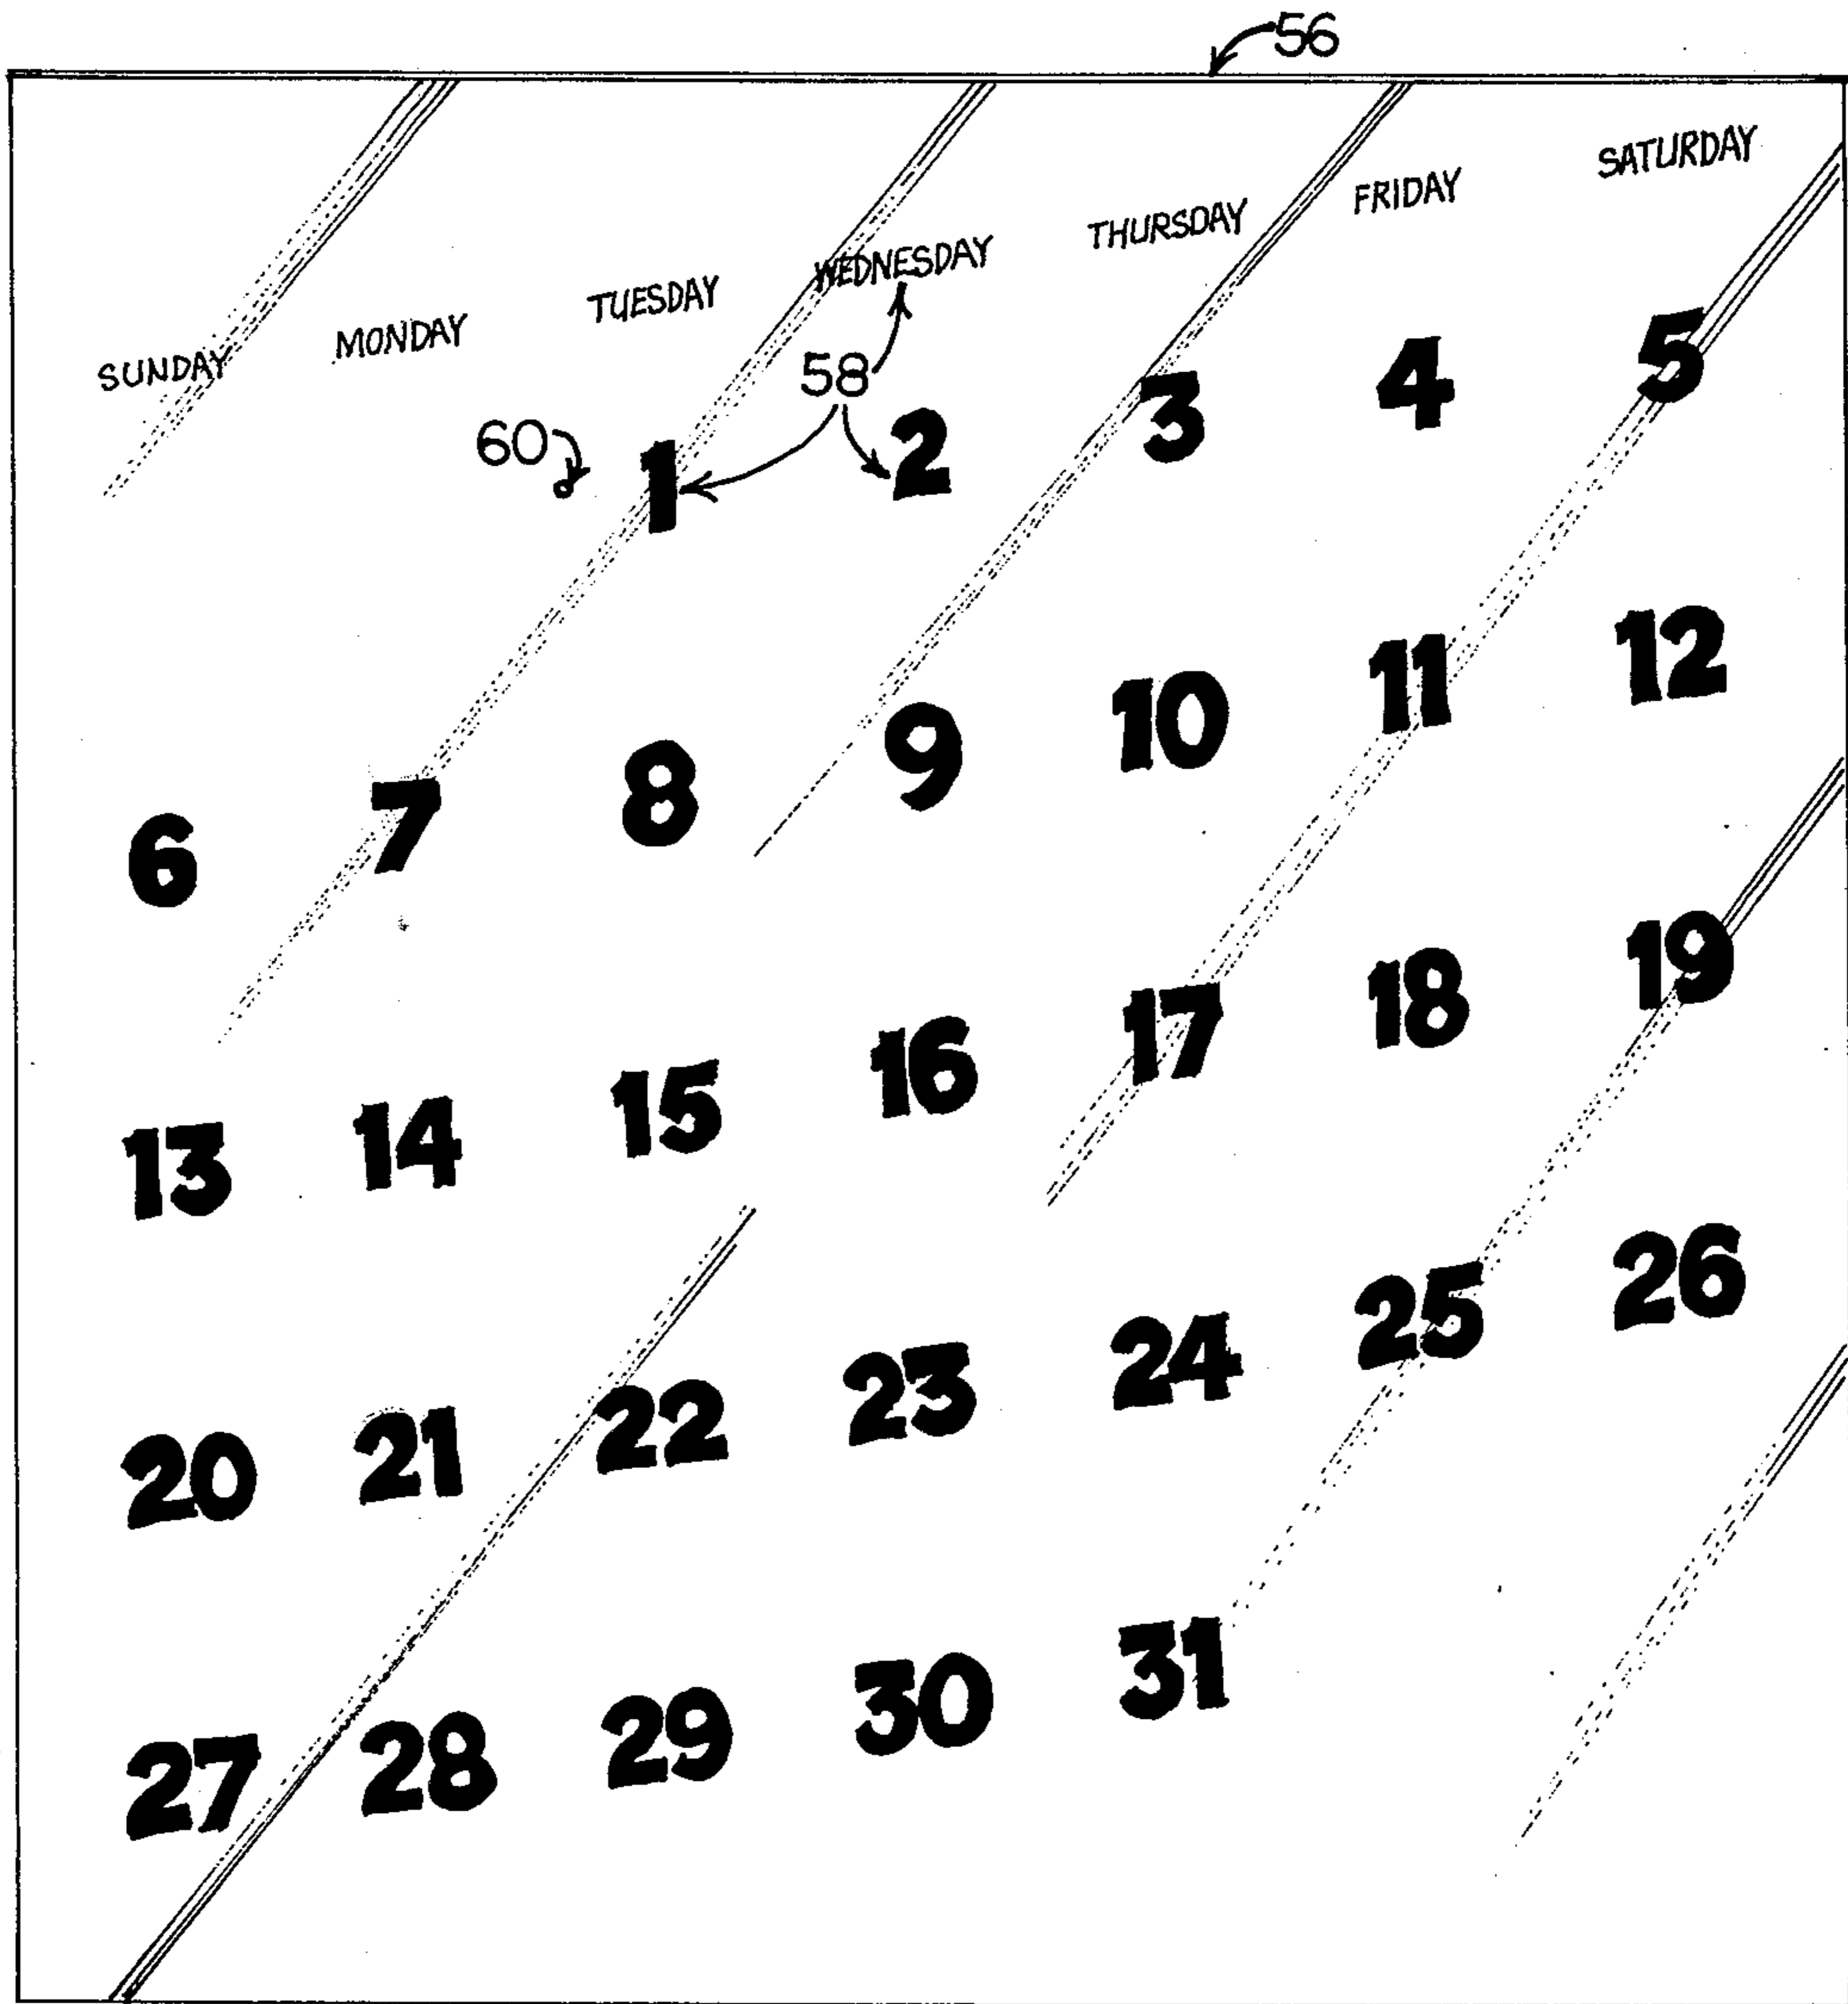 56
SUNDAY MONDAY TUESDAY WEDNESDAY THURSDAY FRIDAY SATURDAY
58
60
1 2 3 4 5
6 7 8 9 10 11 12
13 14 15 16 17 18 19
20 21 22 23 24 25 26
27 28 29 30 31